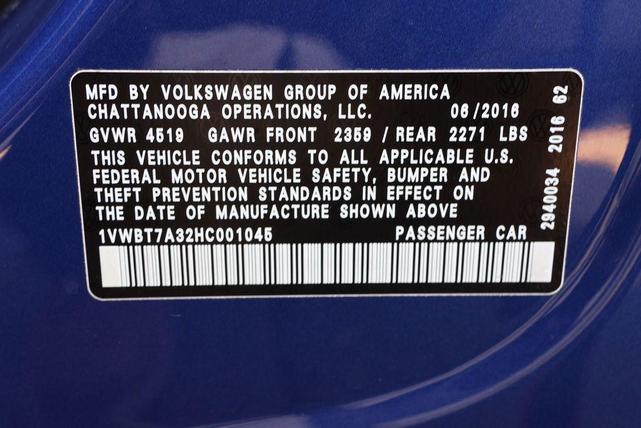 MFD BY VOLKSWAGEN GROUP OF AMERICA
CHATTANOOGA OPERATIONS, LLC. 06/2016
GVWR 4519 GAWR FRONT 2359 / REAR 2271 LBS
THIS VEHICLE CONFORMS TO ALL APPLICABLE U.S.
FEDERAL MOTOR VEHICLE SAFETY, BUMPER AND
THEFT PREVENTION STANDARDS IN EFFECT ON
THE DATE OF MANUFACTURE SHOWN ABOVE
1VWBT7A32HC001045 PASSENGER CAR
2940034 2016 62